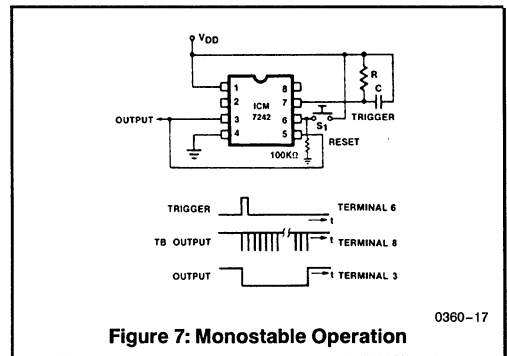 VDD
1
2
3
4
8
7
6
5
ICM
7242
R
C
TRIGGER
S1
RESET
OUTPUT
100KΩ
TRIGGER
TERMINAL 6
t
TB OUTPUT
t TERMINAL 8
OUTPUT
t TERMINAL 3
0360–17
Figure 7: Monostable Operation